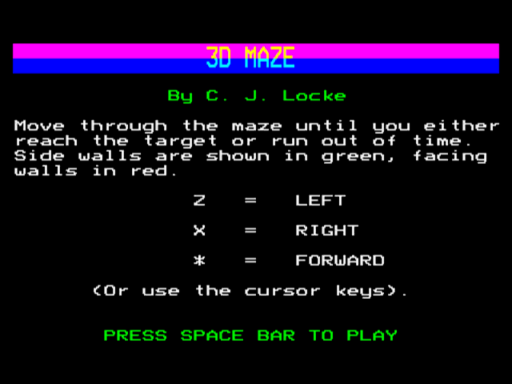 3D MAZE
By C. J. Locke
Move through the maze until you either
reach the target or run out of time.
Side walls are shown in green, facing
walls in red.
Z = LEFT
X = RIGHT
* = FORWARD
(Or use the cursor keys).
PRESS SPACE BAR TO PLAY